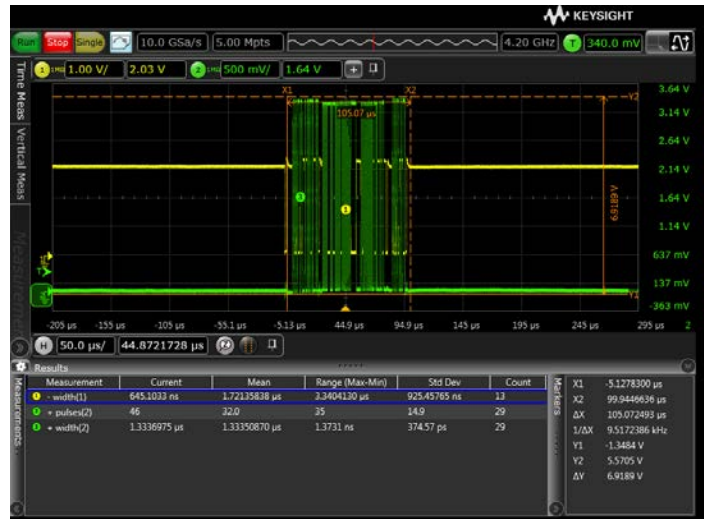 KEYSIGHT
Run Stop Single 10.0 GSa/s 5.00 Mpts 4.20 GHz T 340.0 mV
1 1.00 V/ 2.03 V 2 500 mV/ 1.64 V +
Time Meas
Vertical Meas
Measurements
X1 X2 Y2
105.07 µs
6.9189 V
3.64 V
3.14 V
2.64 V
2.14 V
1.64 V
1.14 V
637 mV
137 mV
-363 mV
3 1
T
Y1
-205 µs -155 µs -105 µs -55.1 µs -5.13 µs 44.9 µs 94.9 µs 145 µs 195 µs 245 µs 295 µs 2
H 50.0 µs/ 44.8721728 µs
Results
Measurements
Measurement Current Mean Range (Max-Min) Std Dev Count
- width(1) 645.1033 ns 1.72135838 µs 3.3404130 µs 925.45765 ns 13
+ pulses(2) 46 32.0 35 14.9 29
+ width(2) 1.3336975 µs 1.33350870 µs 1.3731 ns 374.57 ps 29
Markers
X1 -5.1278300 µs
X2 99.9446636 µs
ΔX 105.072493 µs
1/ΔX 9.5172386 kHz
Y1 -1.3484 V
Y2 5.5705 V
ΔY 6.9189 V